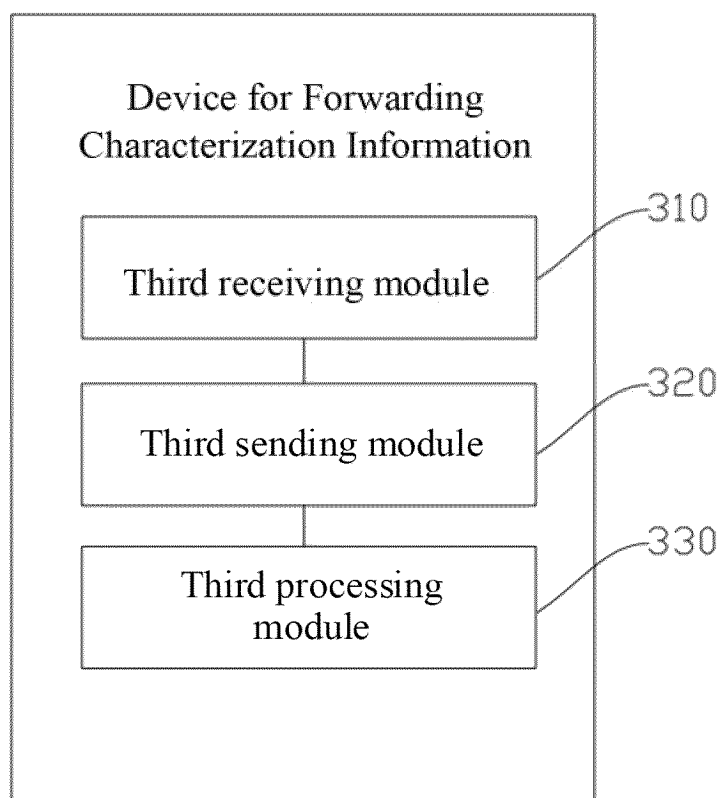 Device for Forwarding
Characterization Information
310
Third receiving module
320
Third sending module
330
Third processing
module